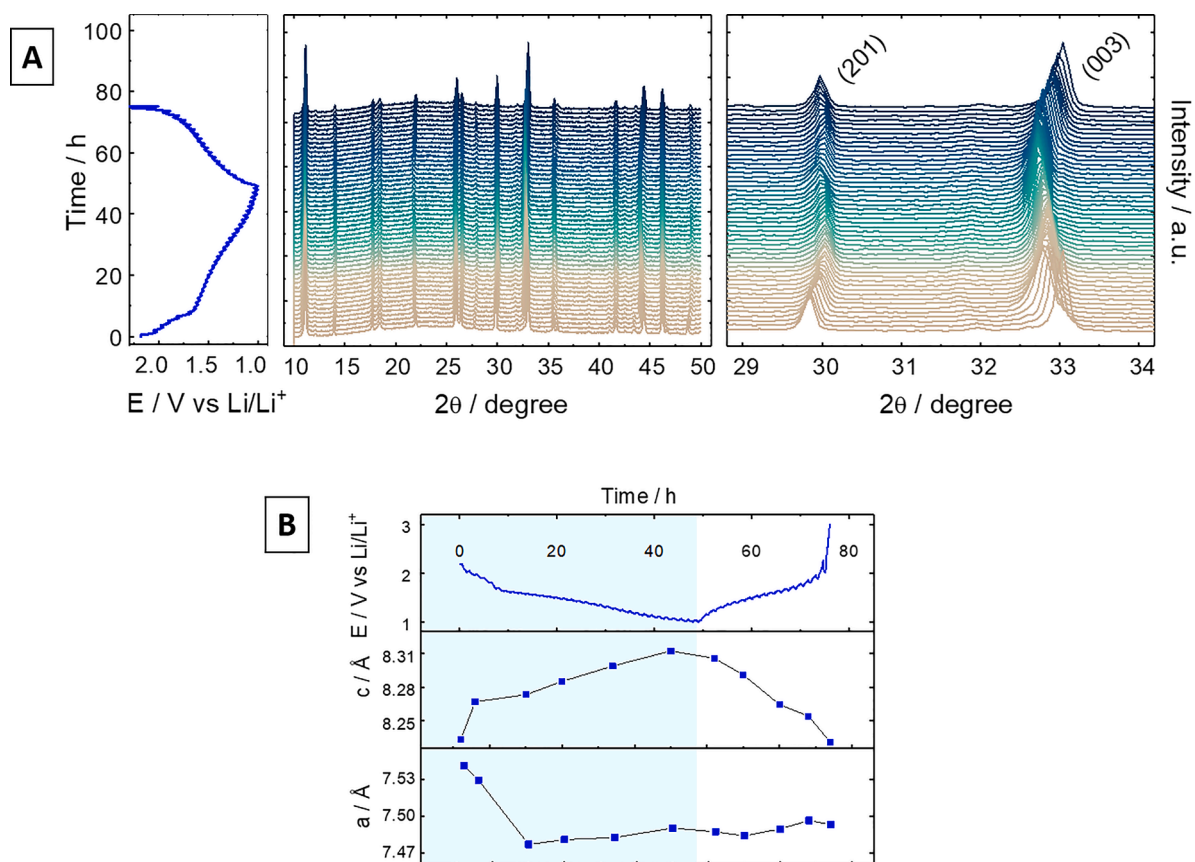 A
Time / h
100
80
60
40
20
0
2.0 1.5 1.0
E / V vs Li/Li⁺
10 15 20 25 30 35 40 45 50
2θ / degree
(201)
(003)
29 30 31 32 33 34
2θ / degree
Intensity / a.u.
B
Time / h
E / V vs Li/Li⁺
3
2
1
0 20 40 60 80
c / Å
8.31
8.28
8.25
a / Å
7.53
7.50
7.47